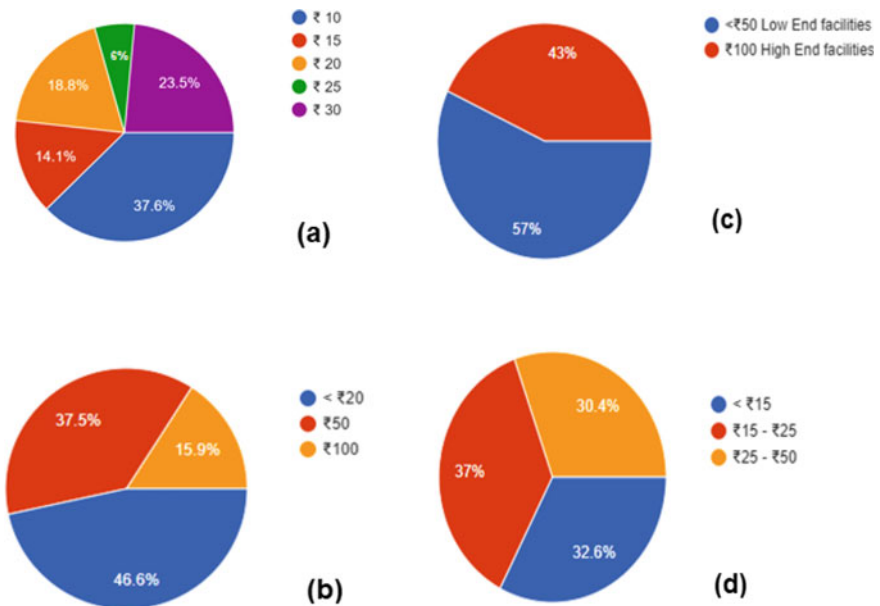 ₹ 10
₹ 15
₹ 20
₹ 25
₹ 30
6%
18.8%
23.5%
14.1%
37.6%
(a)
<₹50 Low End facilities
₹100 High End facilities
43%
57%
(c)
< ₹20
₹50
₹100
37.5%
15.9%
46.6%
(b)
< ₹15
₹15 - ₹25
₹25 - ₹50
30.4%
37%
32.6%
(d)